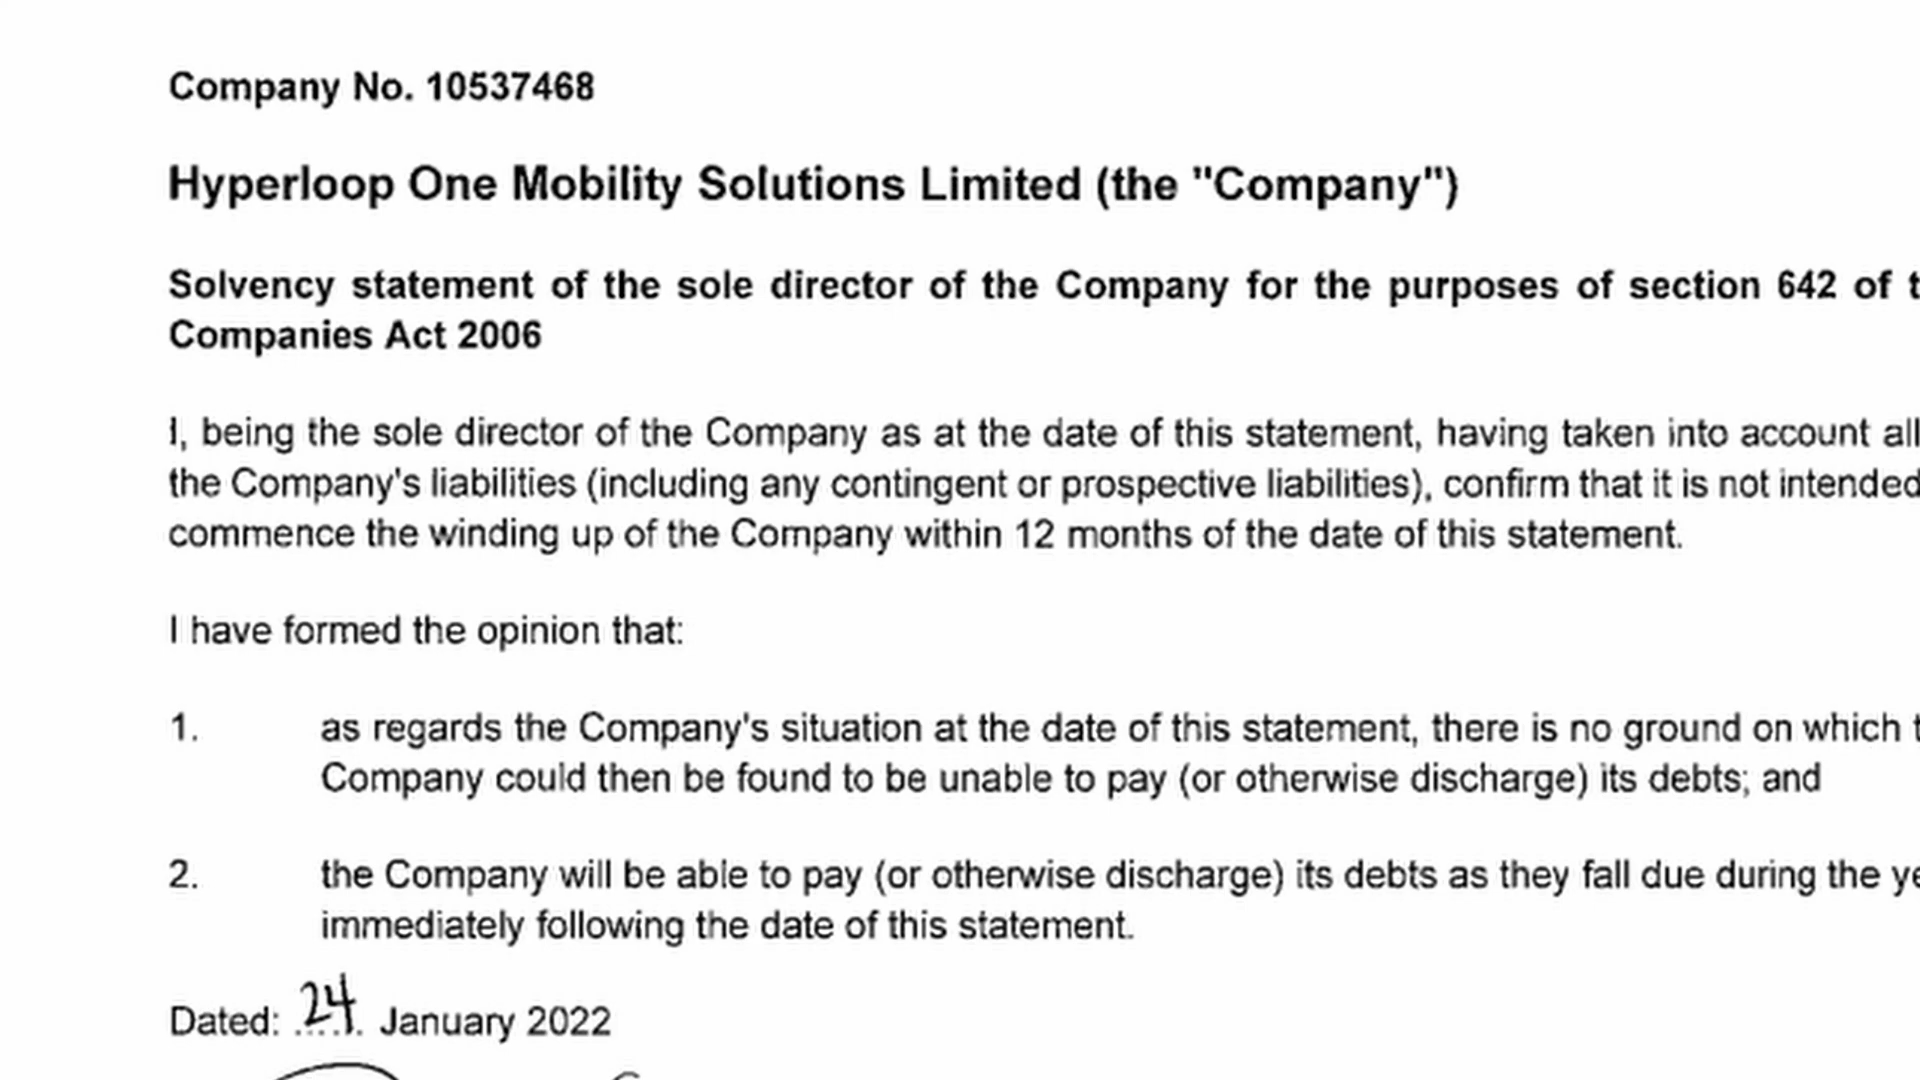 Company No. 10537468
Hyperloop One Mobility Solutions Limited (the "Company")
Solvency statement of the sole director of the Company for the purposes of section 642 of t
Companies Act 2006
I, being the sole director of the Company as at the date of this statement, having taken into account all
the Company's liabilities (including any contingent or prospective liabilities), confirm that it is not intended
commence the winding up of the Company within 12 months of the date of this statement.
I have formed the opinion that:
1. as regards the Company's situation at the date of this statement, there is no ground on which t
Company could then be found to be unable to pay (or otherwise discharge) its debts; and
2. the Company will be able to pay (or otherwise discharge) its debts as they fall due during the ye
immediately following the date of this statement.
Dated: 24 January 2022